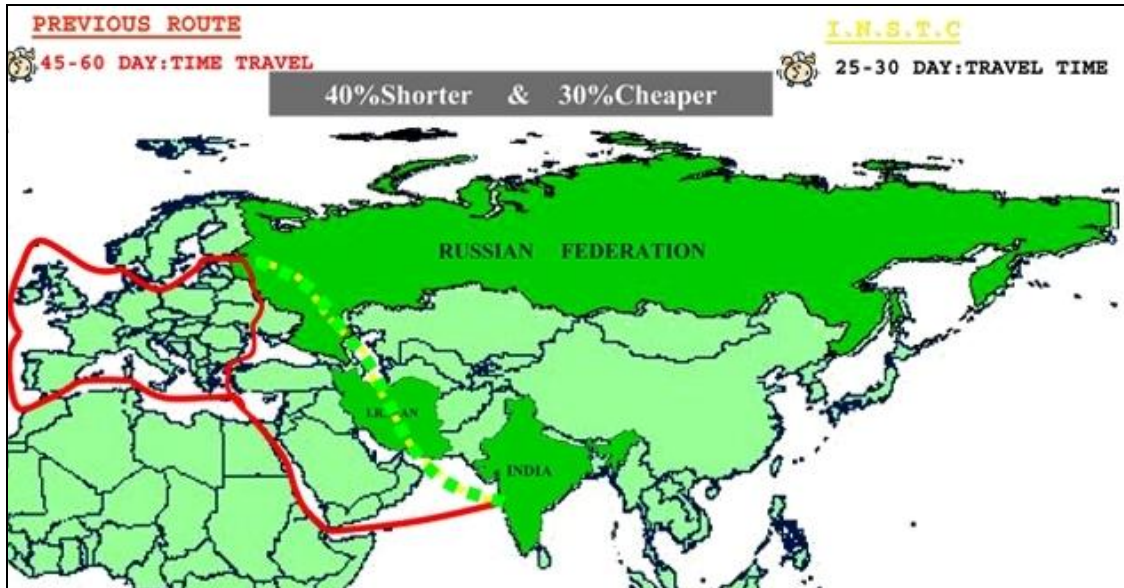 PREVIOUS ROUTE
I.N.S.T.C
45-60 DAY:TIME TRAVEL
25-30 DAY:TRAVEL TIME
40%Shorter & 30%Cheaper
RUSSIAN FEDERATION
INDIA